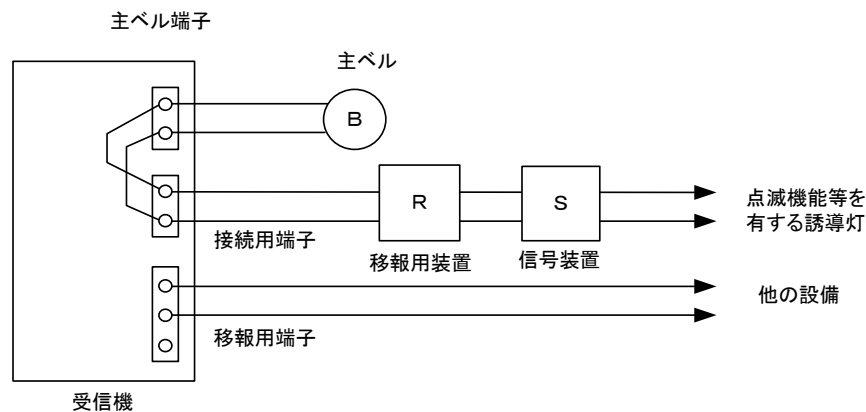 主ベル端子
主ベル
B
R
S
点滅機能等を
有する誘導灯
接続用端子
移報用装置
信号装置
他の設備
移報用端子
受信機